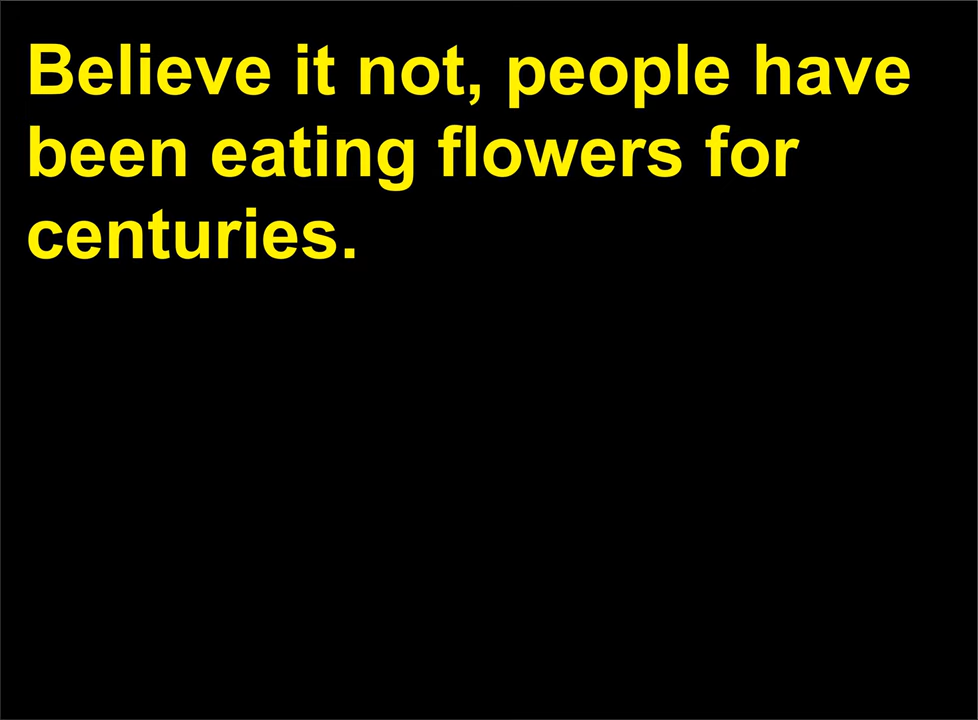 Believe it not, people have
been eating flowers for
centuries.